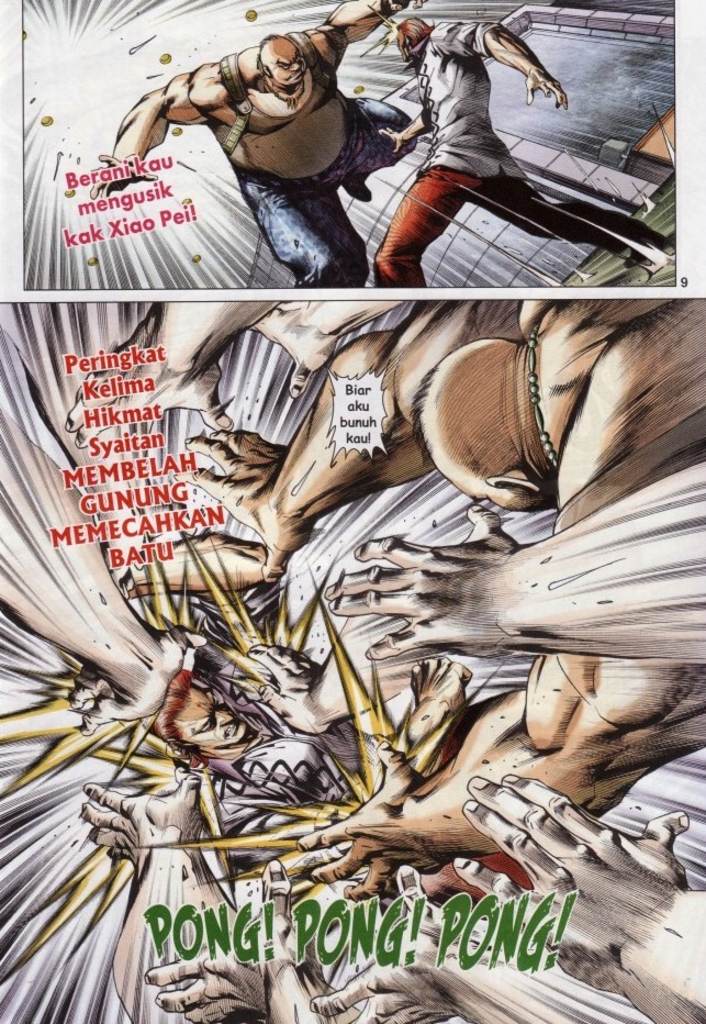 Berani kau
mengusik
kak Xiao Pei!
9
Peringkat
Kelima
Hikmat
Syaitan
MEMBELAH
GUNUNG
MEMECAHKAN
BATU
Biar
aku
bunuh
kau!
PONG! PONG! PONG!